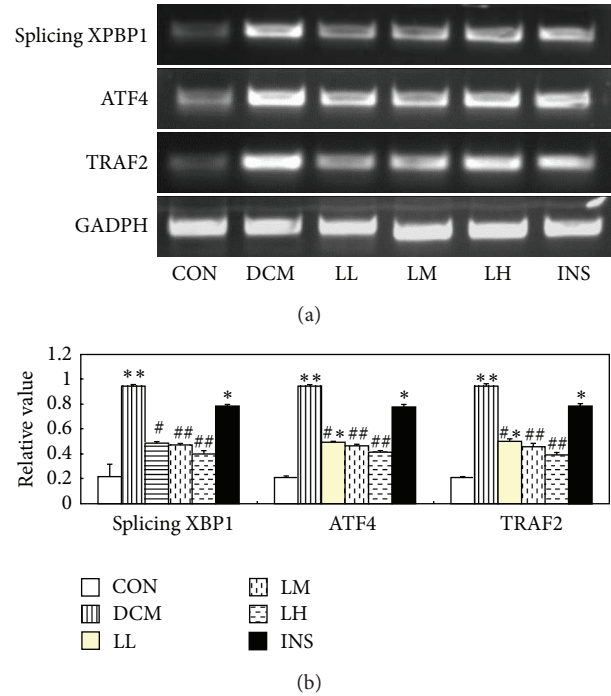 Splicing XPBP1
ATF4
TRAF2
GADPH
CON DCM LL LM LH INS
(a)
Relative value
1.2
1
0.8
0.6
0.4
0.2
0
** # ## ## *
** #* ## ## *
** #* ## ## *
Splicing XBP1 ATF4 TRAF2
CON LM
DCM LH
LL INS
(b)